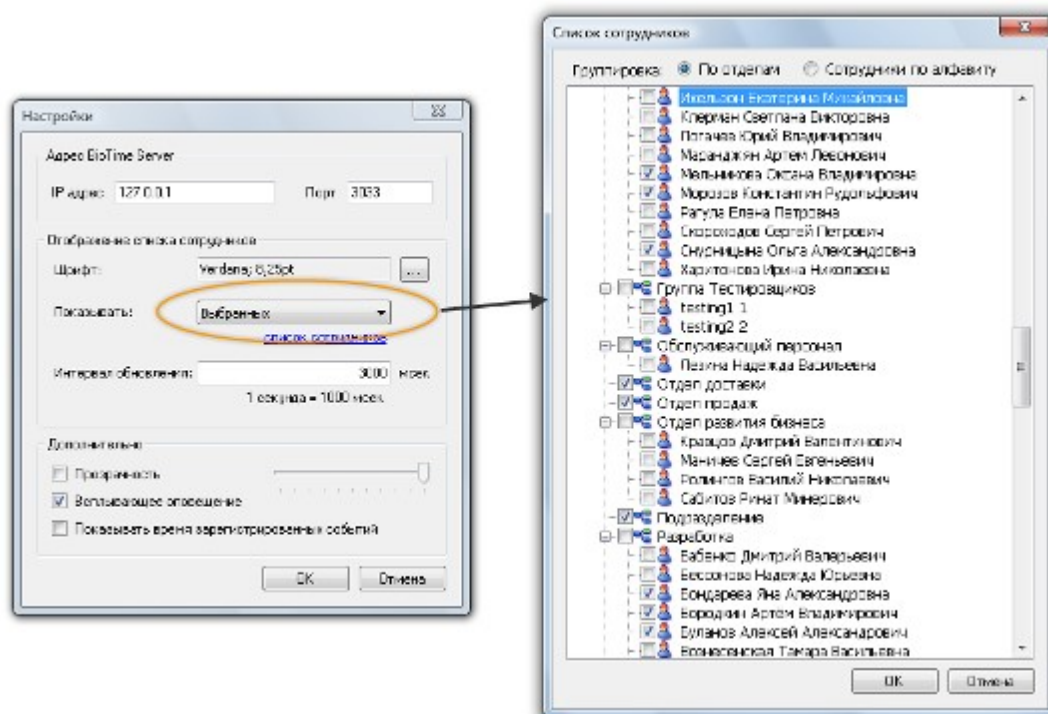 Настройки
Адрес BioTime Server
IP адрес: 127.0.0.1 Порт 3033
Отображение списка сотрудников
Шрифт: Verdana; 8,25pt ...
Показывать: Выбранных
список сотрудников
Интервал обновления: 3000 мсек.
1 секунда = 1000 мсек.
Дополнительно
Прозрачность
Всплывающее оповещение
Показывать время зарегистрированных событий
OK Отмена
Список сотрудников
Группировка: По отделам Сотрудники по алфавиту
Икельзон Екатерина Михайловна
Клерман Светлана Викторовна
Логачев Юрий Владимирович
Маранджян Артем Левонович
Мельникова Оксана Владимировна
Морозов Константин Рудольфович
Рагула Елена Петровна
Скороходов Сергей Петрович
Снурницына Ольга Александровна
Харитонова Ирина Николаевна
Группа Тестировщиков
testing1 1
testing2 2
Обслуживающий персонал
Лезина Надежда Васильевна
Отдел доставки
Отдел продаж
Отдел развития бизнеса
Кравцов Дмитрий Валентинович
Маничев Сергей Евгеньевич
Ролингов Василий Николаевич
Сабитов Ринат Минерович
Подразделение
Разработка
Бабенко Дмитрий Валерьевич
Бессонова Надежда Юрьевна
Бондарева Яна Александровна
Бородкин Артем Владимирович
Буланов Алексей Александрович
Вознесенская Тамара Васильевна
OK Отмена